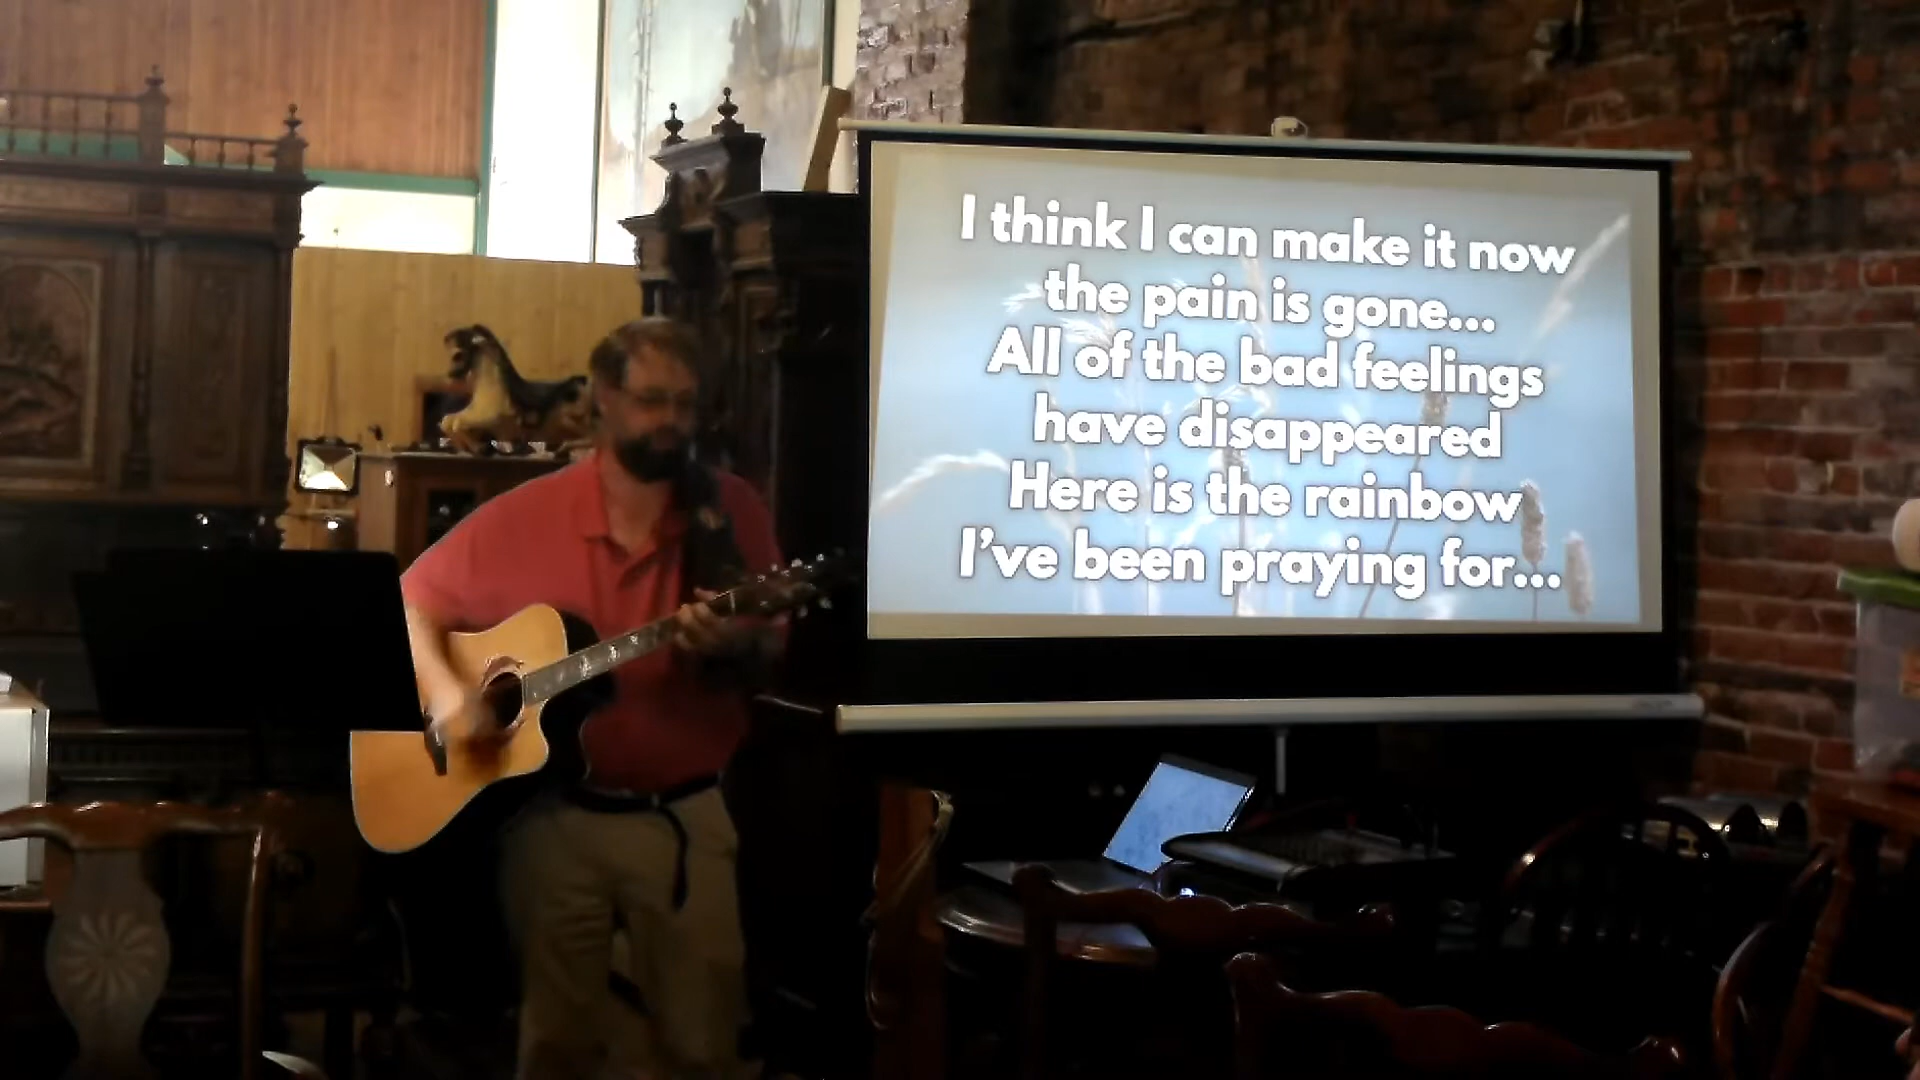 I think I can make it now
the pain is gone...
All of the bad feelings
have disappeared
Here is the rainbow
I've been praying for...